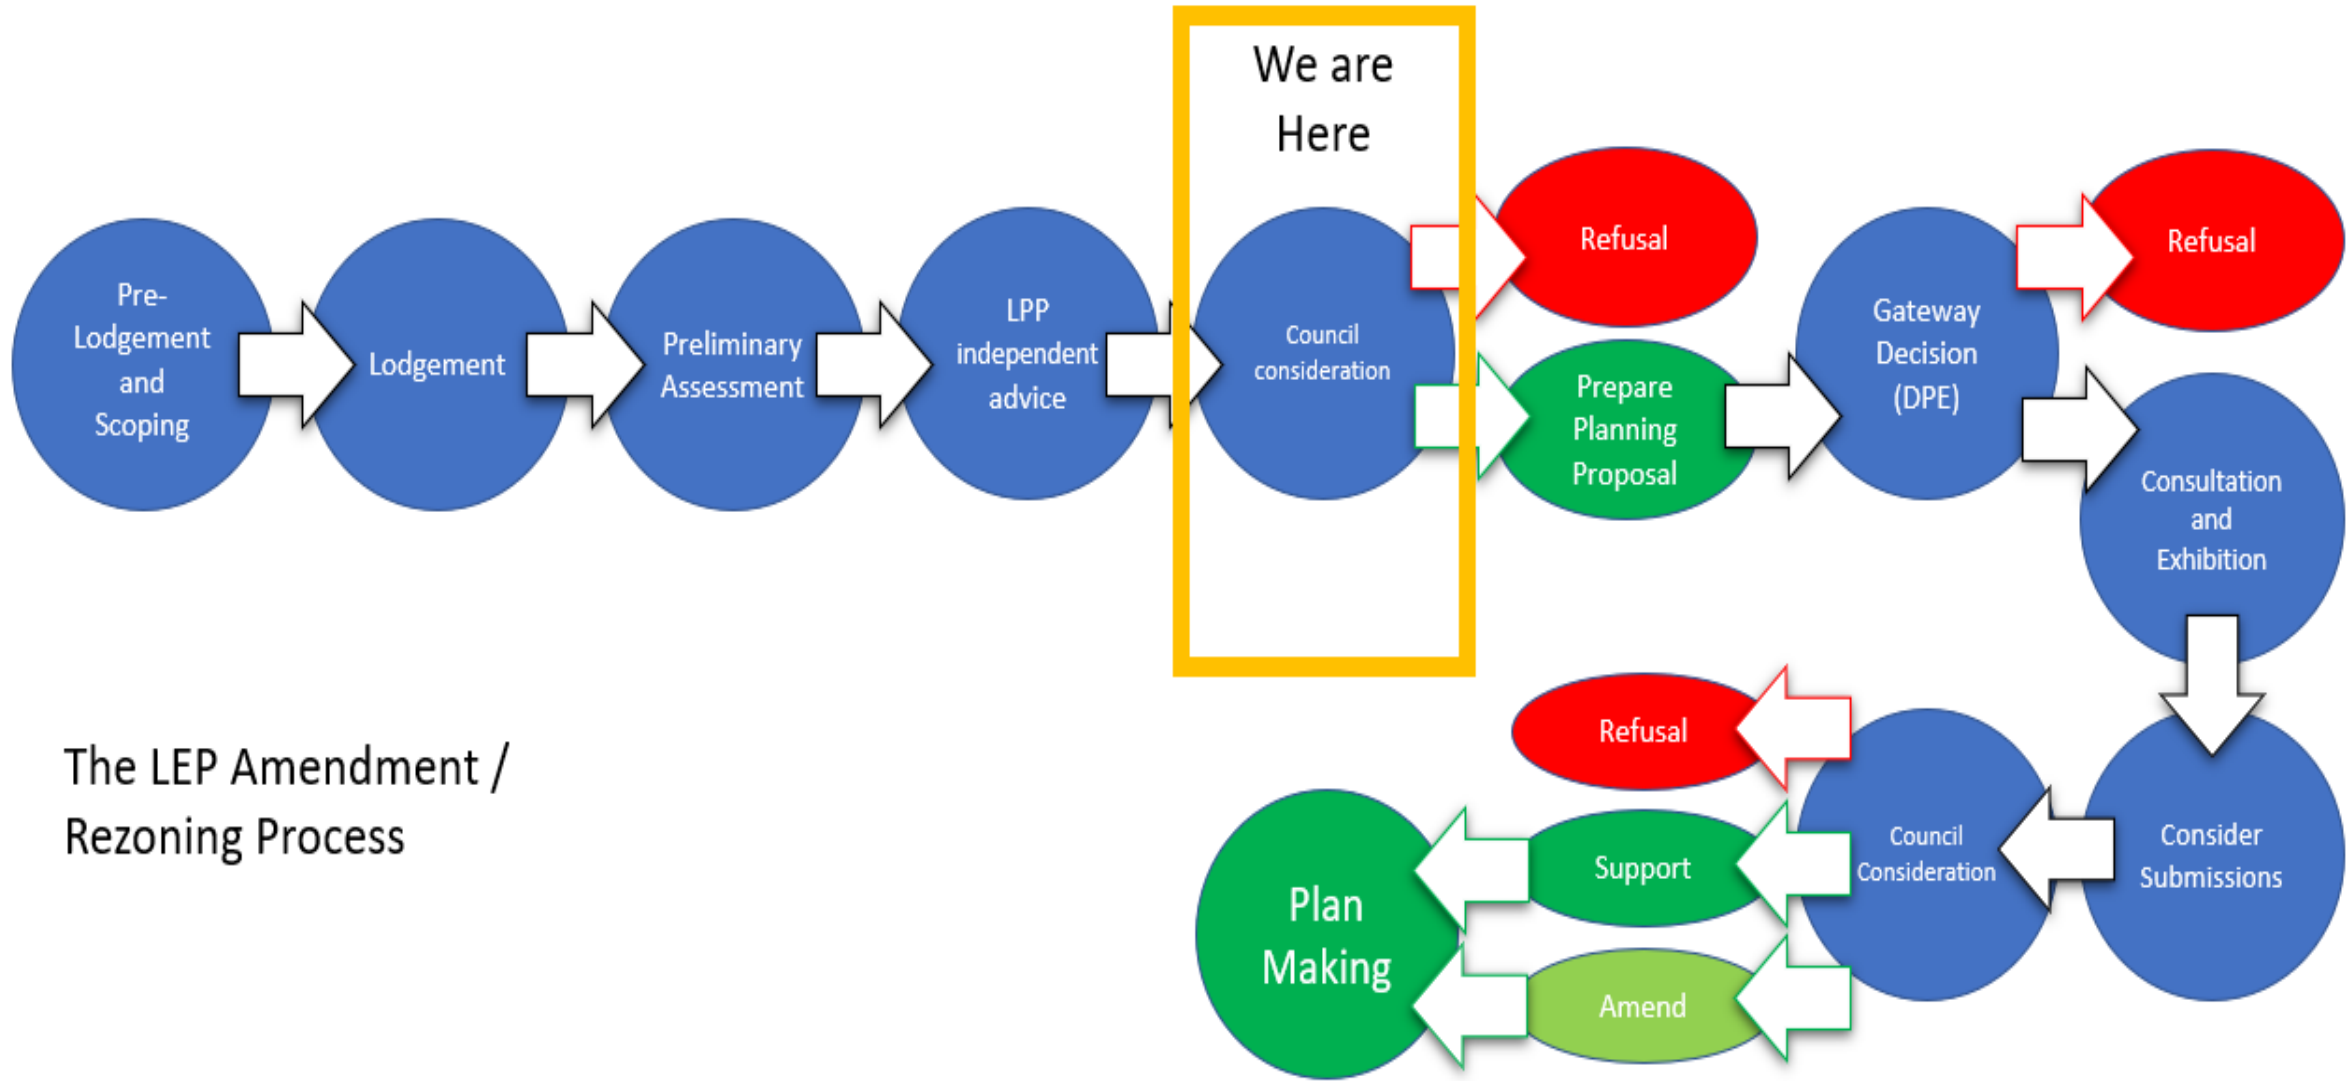 We are
Here
Pre-
Lodgement
and
Scoping
Lodgement
Preliminary
Assessment
LPP
independent
advice
Council
consideration
Refusal
Prepare
Planning
Proposal
Gateway
Decision
(DPE)
Refusal
Consultation
and
Exhibition
Consider
Submissions
Council
Consideration
Refusal
Support
Amend
Plan
Making
The LEP Amendment /
Rezoning Process